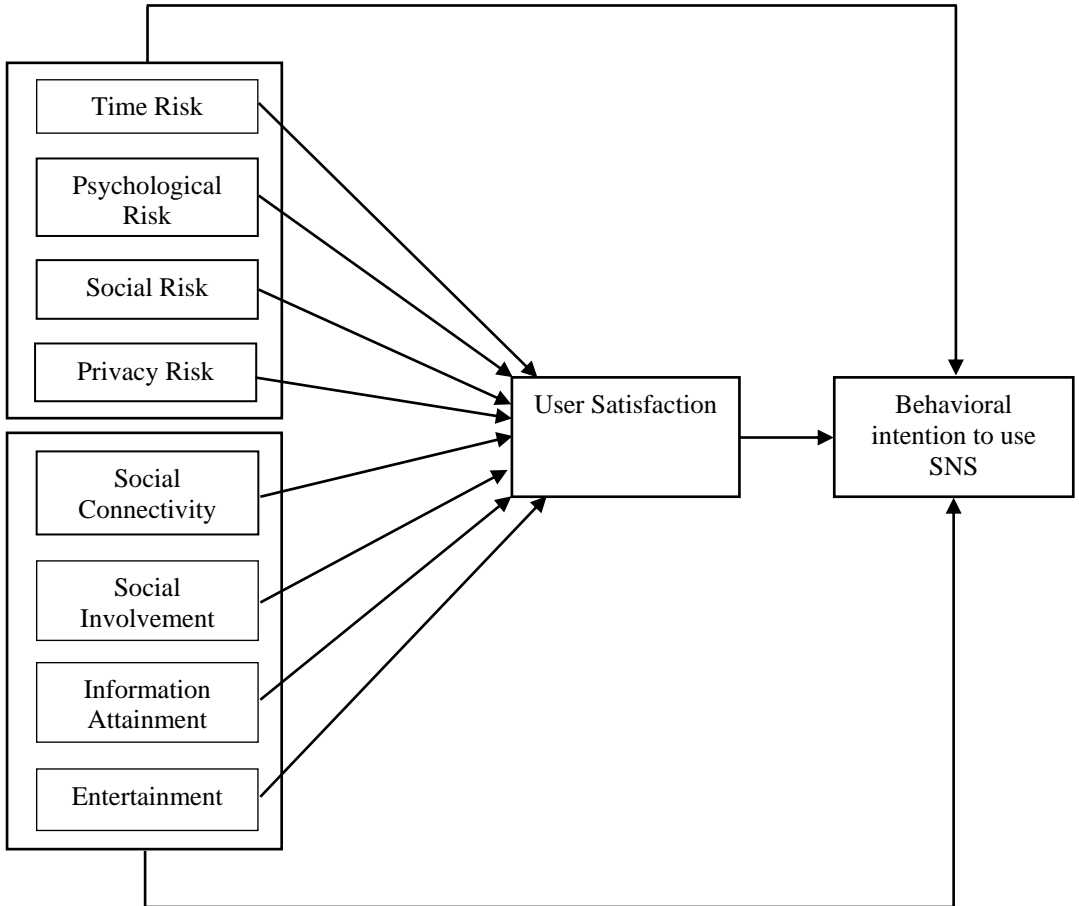 Time Risk
Psychological
Risk
Social Risk
Privacy Risk
Social
Connectivity
Social
Involvement
Information
Attainment
Entertainment
User Satisfaction
Behavioral
intention to use
SNS